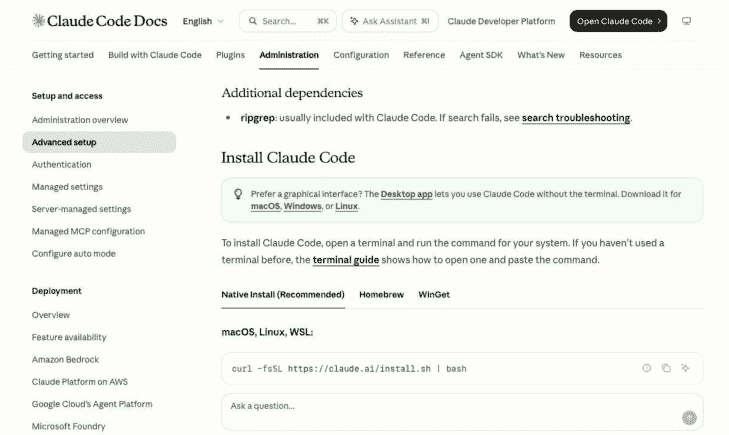 Claude Code Docs
English
Search...
⌘K
Ask Assistant ⌘I
Claude Developer Platform
Open Claude Code
Getting started
Build with Claude Code
Plugins
Administration
Configuration
Reference
Agent SDK
What's New
Resources
Setup and access
Administration overview
Advanced setup
Authentication
Managed settings
Server-managed settings
Managed MCP configuration
Configure auto mode
Deployment
Overview
Feature availability
Amazon Bedrock
Claude Platform on AWS
Google Cloud's Agent Platform
Microsoft Foundry
Additional dependencies
• ripgrep: usually included with Claude Code. If search fails, see search troubleshooting.
Install Claude Code
Prefer a graphical interface? The Desktop app lets you use Claude Code without the terminal. Download it for
macOS, Windows, or Linux.
To install Claude Code, open a terminal and run the command for your system. If you haven't used a
terminal before, the terminal guide shows how to open one and paste the command.
Native Install (Recommended)
Homebrew
WinGet
macOS, Linux, WSL:
curl -fsSL https://claude.ai/install.sh | bash
Ask a question...